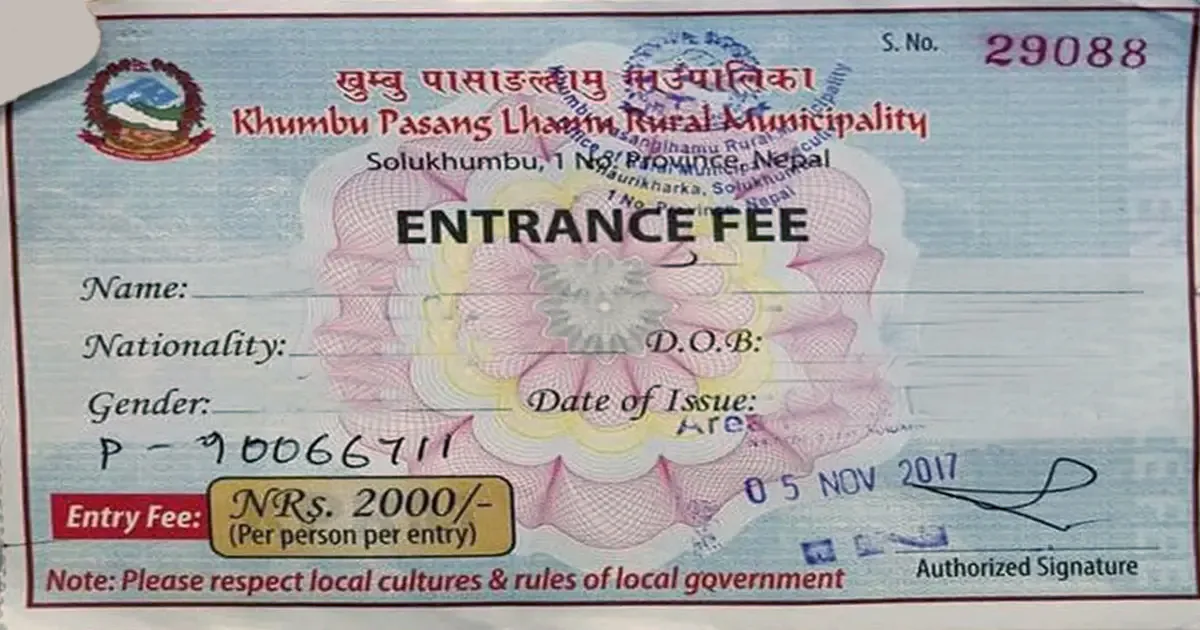 S. No. 29088
खुम्बु पासाङल्हामु गाउँपालिका
Khumbu Pasang Lhamu Rural Municipality
Solukhumbu, 1 No. Province, Nepal
ENTRANCE FEE
Name:
Nationality: D.O.B:
Gender: Date of Issue:
Area
P - 90066711
05 NOV 2017
Entry Fee: NRs. 2000/-
(Per person per entry)
Authorized Signature
Note: Please respect local cultures & rules of local government